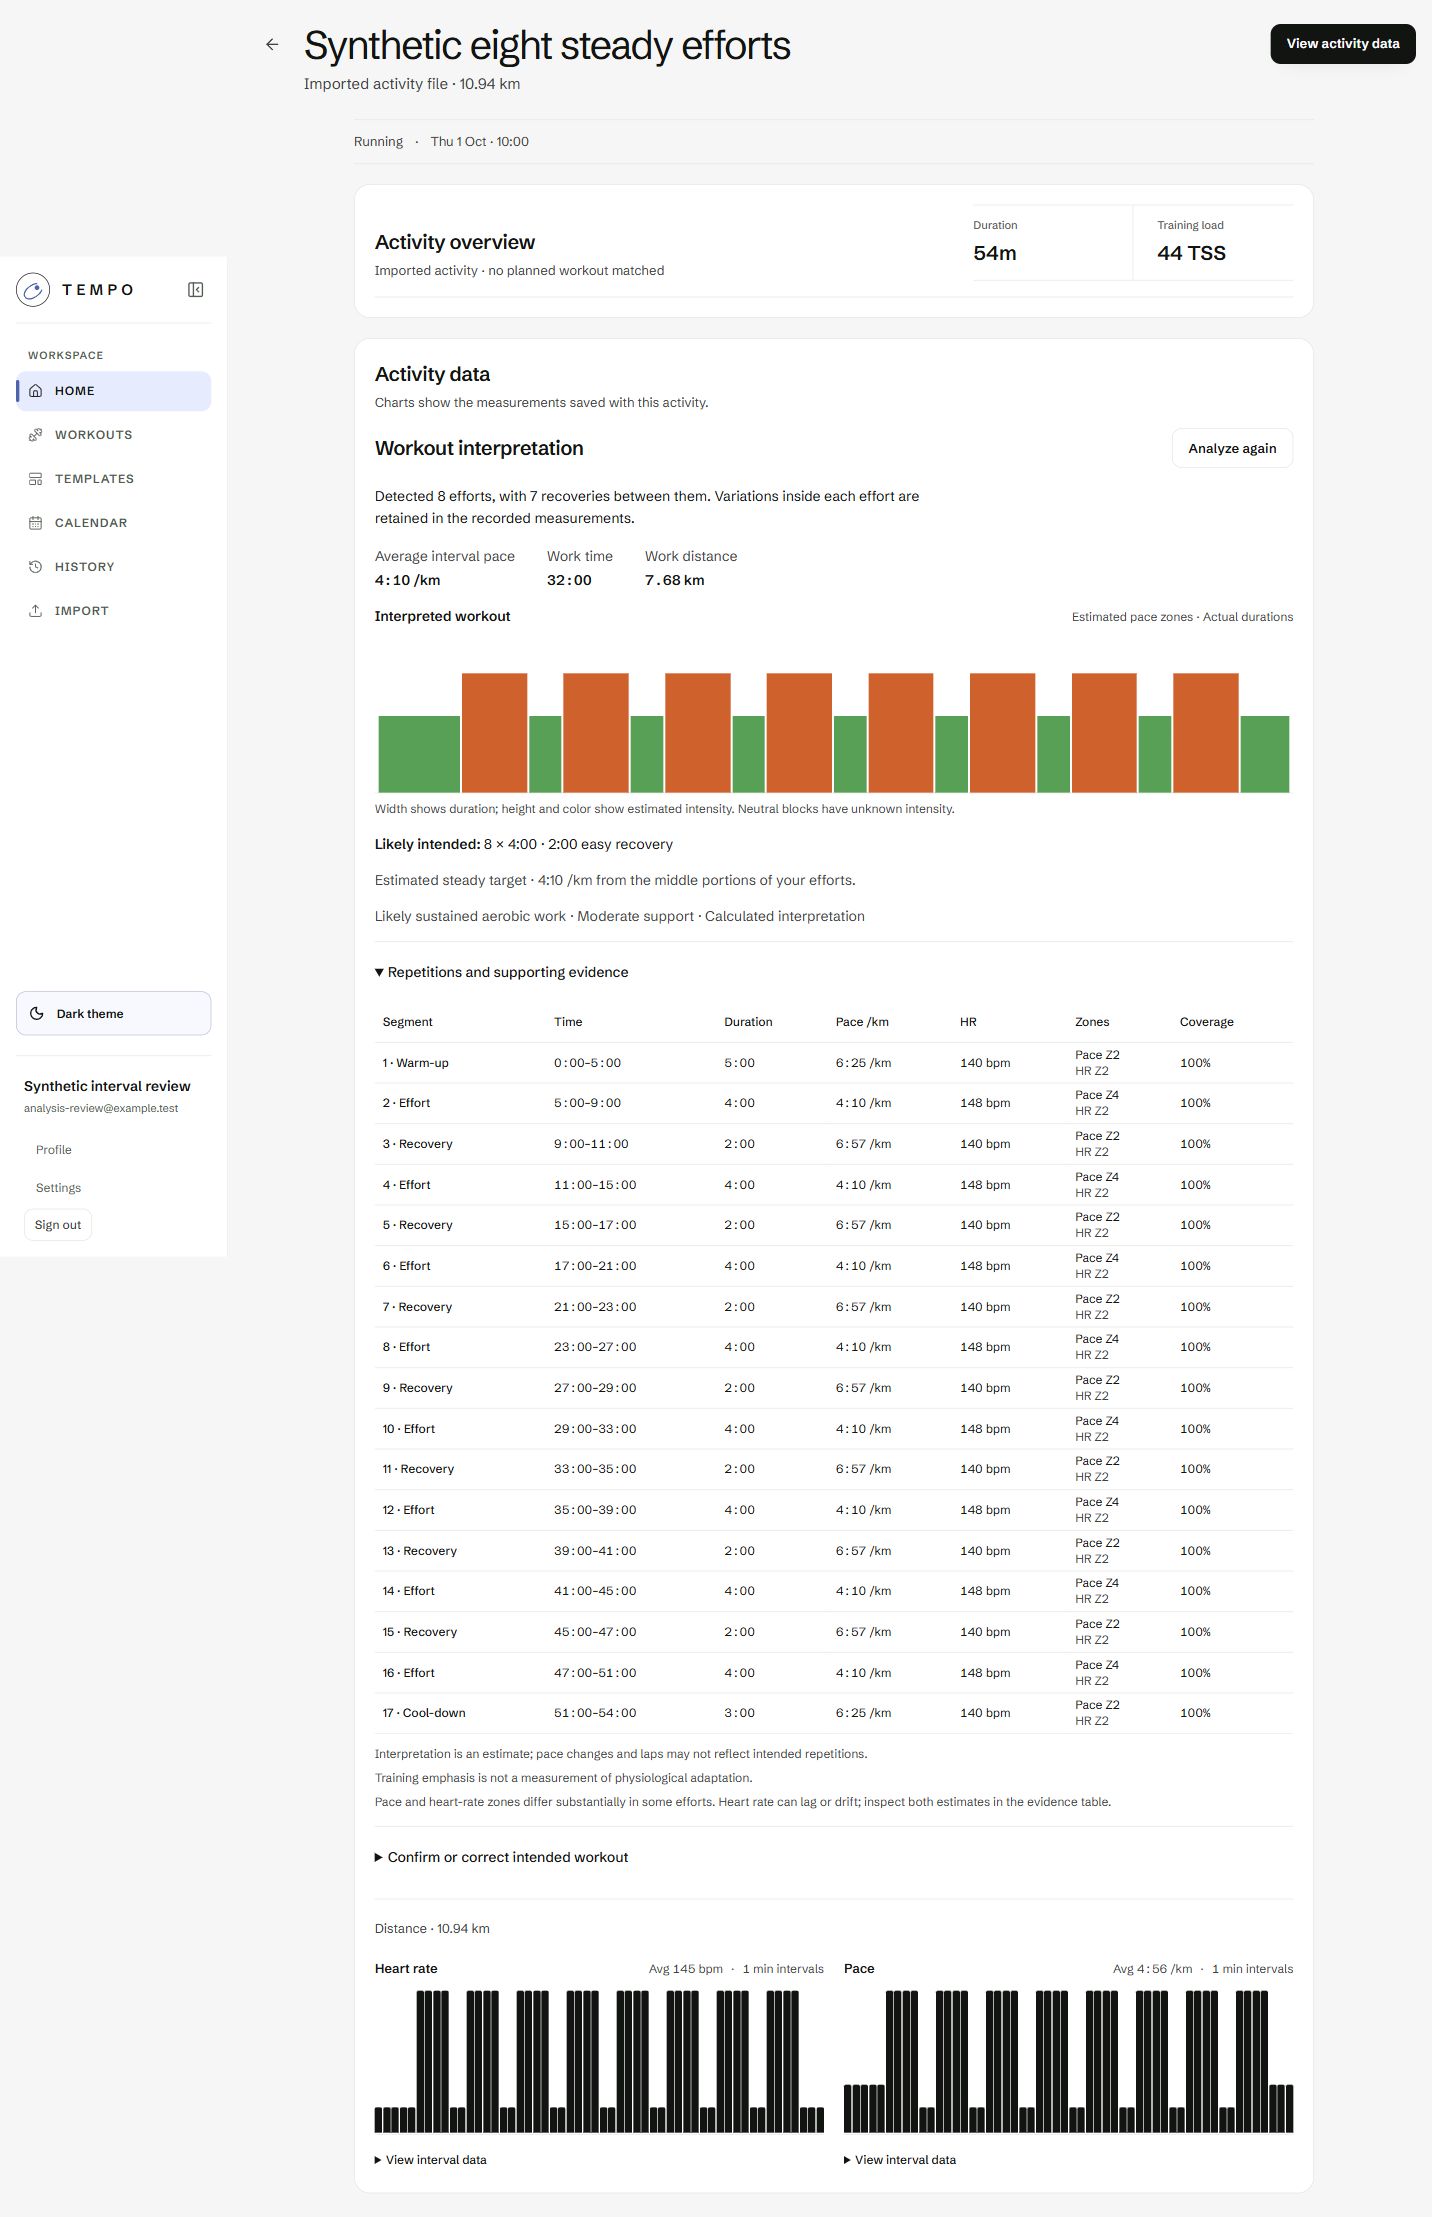 Synthetic eight steady efforts
View activity data
Imported activity file · 10.94 km
Running · Thu 1 Oct · 10:00
Activity overview
Imported activity · no planned workout matched
Duration
54m
Training load
44 TSS
TEMPO
WORKSPACE
HOME
WORKOUTS
TEMPLATES
CALENDAR
HISTORY
IMPORT
Dark theme
Synthetic interval review
analysis-review@example.test
Profile
Settings
Sign out
Activity data
Charts show the measurements saved with this activity.
Workout interpretation
Analyze again
Detected 8 efforts, with 7 recoveries between them. Variations inside each effort are
retained in the recorded measurements.
Average interval pace Work time Work distance
4:10 /km 32:00 7.68 km
Interpreted workout
Estimated pace zones · Actual durations
Width shows duration; height and color show estimated intensity. Neutral blocks have unknown intensity.
Likely intended: 8 × 4:00 · 2:00 easy recovery
Estimated steady target · 4:10 /km from the middle portions of your efforts.
Likely sustained aerobic work · Moderate support · Calculated interpretation
▼ Repetitions and supporting evidence
Segment Time Duration Pace /km HR Zones Coverage
1 · Warm-up 0:00–5:00 5:00 6:25 /km 140 bpm Pace Z2 HR Z2 100%
2 · Effort 5:00–9:00 4:00 4:10 /km 148 bpm Pace Z4 HR Z2 100%
3 · Recovery 9:00–11:00 2:00 6:57 /km 140 bpm Pace Z2 HR Z2 100%
4 · Effort 11:00–15:00 4:00 4:10 /km 148 bpm Pace Z4 HR Z2 100%
5 · Recovery 15:00–17:00 2:00 6:57 /km 140 bpm Pace Z2 HR Z2 100%
6 · Effort 17:00–21:00 4:00 4:10 /km 148 bpm Pace Z4 HR Z2 100%
7 · Recovery 21:00–23:00 2:00 6:57 /km 140 bpm Pace Z2 HR Z2 100%
8 · Effort 23:00–27:00 4:00 4:10 /km 148 bpm Pace Z4 HR Z2 100%
9 · Recovery 27:00–29:00 2:00 6:57 /km 140 bpm Pace Z2 HR Z2 100%
10 · Effort 29:00–33:00 4:00 4:10 /km 148 bpm Pace Z4 HR Z2 100%
11 · Recovery 33:00–35:00 2:00 6:57 /km 140 bpm Pace Z2 HR Z2 100%
12 · Effort 35:00–39:00 4:00 4:10 /km 148 bpm Pace Z4 HR Z2 100%
13 · Recovery 39:00–41:00 2:00 6:57 /km 140 bpm Pace Z2 HR Z2 100%
14 · Effort 41:00–45:00 4:00 4:10 /km 148 bpm Pace Z4 HR Z2 100%
15 · Recovery 45:00–47:00 2:00 6:57 /km 140 bpm Pace Z2 HR Z2 100%
16 · Effort 47:00–51:00 4:00 4:10 /km 148 bpm Pace Z4 HR Z2 100%
17 · Cool-down 51:00–54:00 3:00 6:25 /km 140 bpm Pace Z2 HR Z2 100%
Interpretation is an estimate; pace changes and laps may not reflect intended repetitions.
Training emphasis is not a measurement of physiological adaptation.
Pace and heart-rate zones differ substantially in some efforts. Heart rate can lag or drift; inspect both estimates in the evidence table.
▶ Confirm or correct intended workout
Distance · 10.94 km
Heart rate
Avg 145 bpm · 1 min intervals
Pace
Avg 4:56 /km · 1 min intervals
▶ View interval data
▶ View interval data